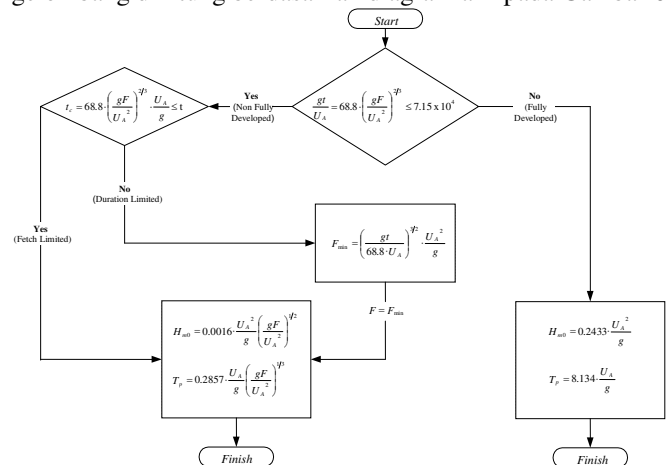 Start
gt/U_A = 68.8·(gF/U_A²)^(2/3) ≤ 7.15 x 10⁴
Yes
(Non Fully
Developed)
No
(Fully
Developed)
t_c = 68.8·(gF/U_A²)^(2/3)·U_A/g ≤ t
No
(Duration Limited)
Yes
(Fetch Limited)
F_min = (gt/68.8·U_A)^(3/2)·U_A²/g
F = F_min
H_m0 = 0.0016·U_A²/g (gF/U_A²)^(1/2)
T_p = 0.2857·U_A/g (gF/U_A²)^(1/3)
H_m0 = 0.2433·U_A²/g
T_p = 8.134·U_A/g
Finish
Finish